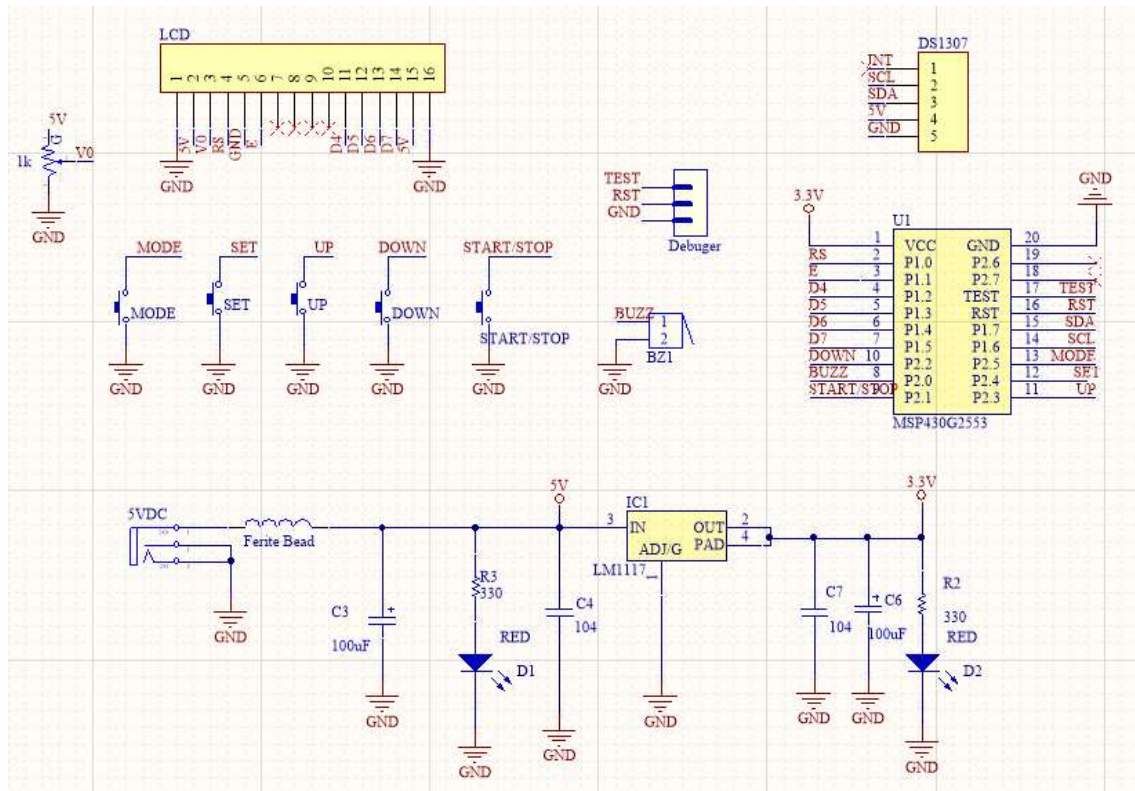 LCD
1 2 3 4 5 6 7 8 9 10 11 12 13 14 15 16
5V V0 RS GND E D4 D5 D6 D7 5V
GND
GND
5V
1k
V0
GND
DS1307
INT 1
SCL 2
SDA 3
5V 4
GND 5
TEST
RST
GND
Debuger
MODE
MODE
GND
SET
SET
GND
UP
UP
GND
DOWN
DOWN
GND
START/STOP
START/STOP
GND
BUZZ 1
2
BZ1
GND
3.3V
GND
U1
1 VCC GND 20
RS 2 P1.0 P2.6 19
E 3 P1.1 P2.7 18
D4 4 P1.2 TEST 17 TEST
D5 5 P1.3 RST 16 RST
D6 6 P1.4 P1.7 15 SDA
D7 7 P1.5 P1.6 14 SCL
DOWN 10 P2.2 P2.5 13 MODE
BUZZ 8 P2.0 P2.4 12 SET
START/STOP 9 P2.1 P2.3 11 UP
MSP430G2553
5VDC
Ferite Bead
GND
C3
100uF
GND
R3
330
RED
D1
GND
5V
C4
104
GND
IC1
3 IN OUT 2
ADJ/G PAD 4
LM1117
1
GND
C7
104
GND
C6
100uF
GND
3.3V
R2
330
RED
D2
GND